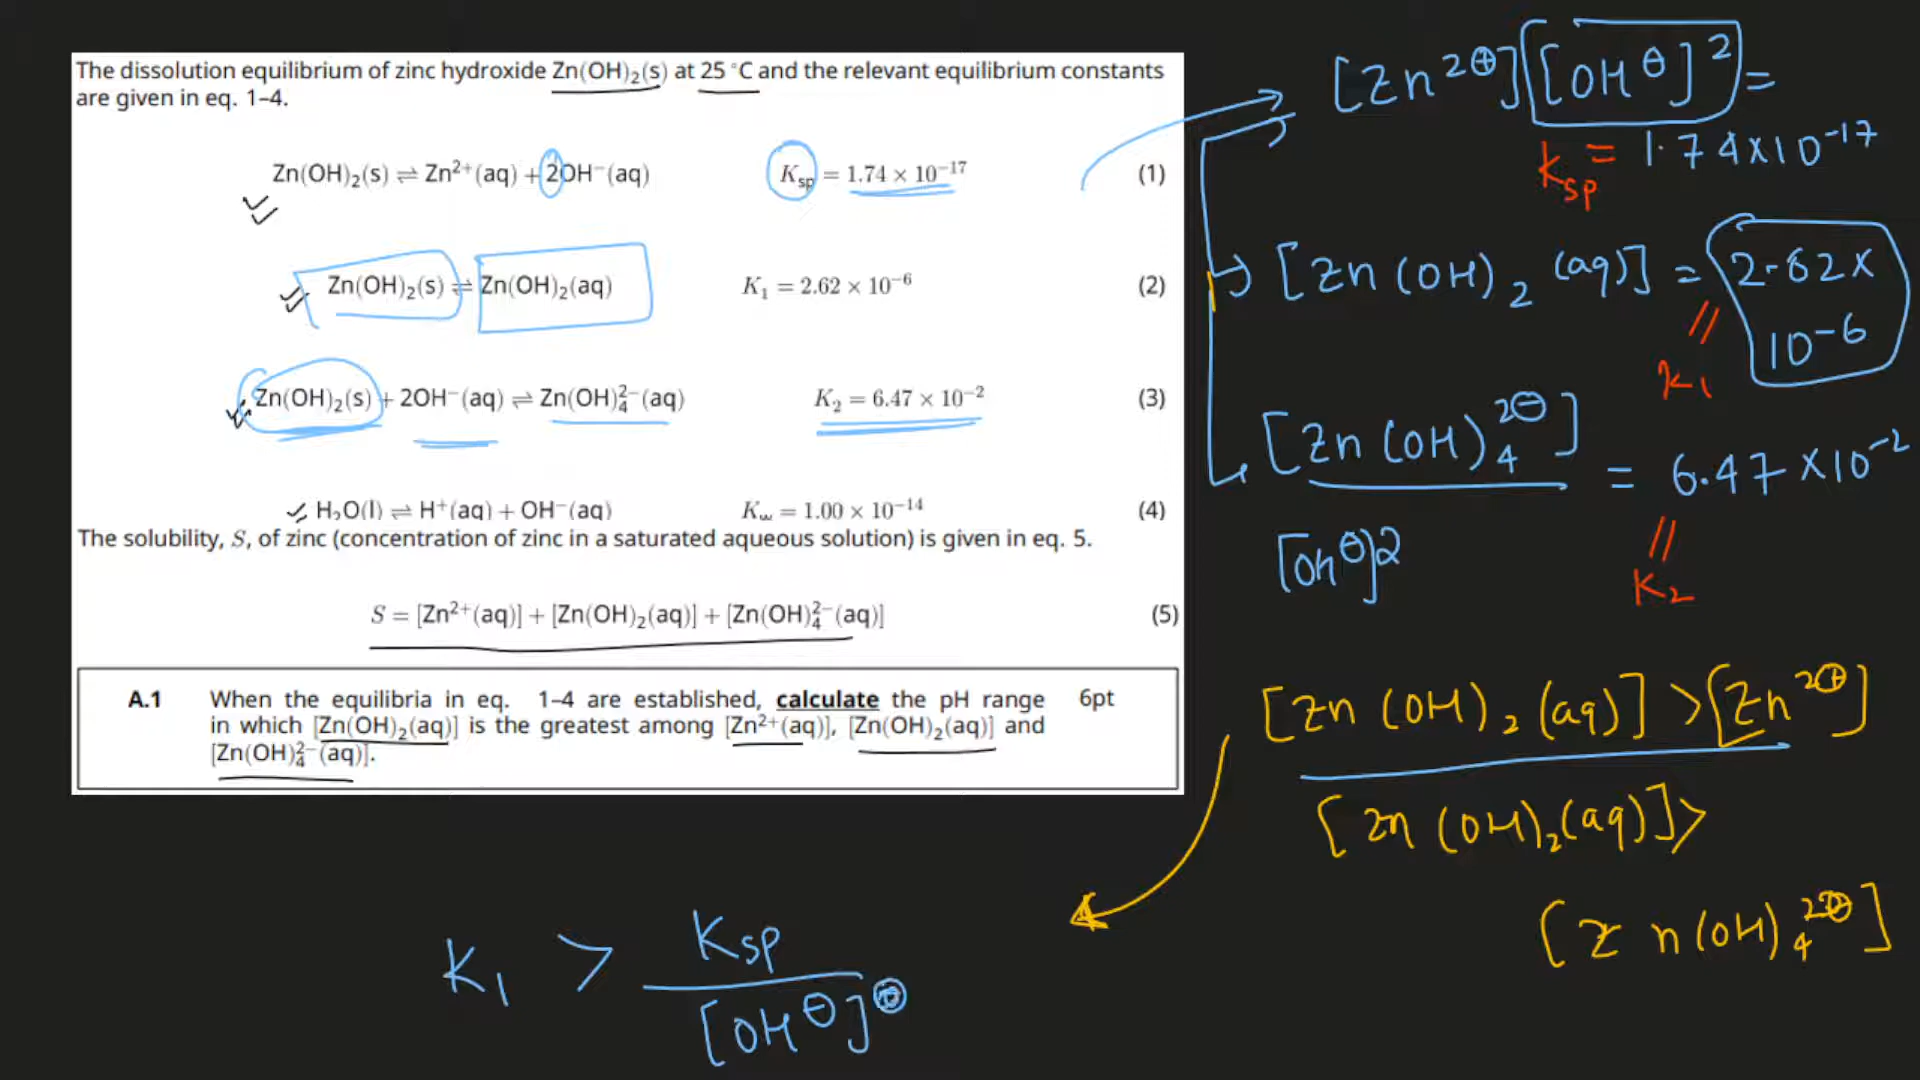 The dissolution equilibrium of zinc hydroxide Zn(OH)₂(s) at 25 °C and the relevant equilibrium constants
are given in eq. 1–4.
Zn(OH)₂(s) ⇌ Zn²⁺(aq) + 2OH⁻(aq) Kₛₚ = 1.74 × 10⁻¹⁷ (1)
Zn(OH)₂(s) ⇌ Zn(OH)₂(aq) K₁ = 2.62 × 10⁻⁶ (2)
Zn(OH)₂(s) + 2OH⁻(aq) ⇌ Zn(OH)₄²⁻(aq) K₂ = 6.47 × 10⁻² (3)
H₂O(l) ⇌ H⁺(aq) + OH⁻(aq) K_w = 1.00 × 10⁻¹⁴ (4)
The solubility, S, of zinc (concentration of zinc in a saturated aqueous solution) is given in eq. 5.
S = [Zn²⁺(aq)] + [Zn(OH)₂(aq)] + [Zn(OH)₄²⁻(aq)] (5)
A.1 When the equilibria in eq. 1–4 are established, calculate the pH range 6pt
in which [Zn(OH)₂(aq)] is the greatest among [Zn²⁺(aq)], [Zn(OH)₂(aq)] and
[Zn(OH)₄²⁻(aq)].
[Zn²⊕][OH⊖]² =
Ksp = 1.74×10⁻¹⁷
[Zn(OH)₂(aq)] = 2.62×
10⁻⁶
K₁
[Zn(OH)₄²⊖]
= 6.47×10⁻²
[OH⊖]2
K₂
[Zn(OH)₂(aq)] > [Zn²⊕]
[Zn(OH)₂(aq)] >
[Zn(OH)₄²⊖]
K₁ > Ksp
[OH⊖]